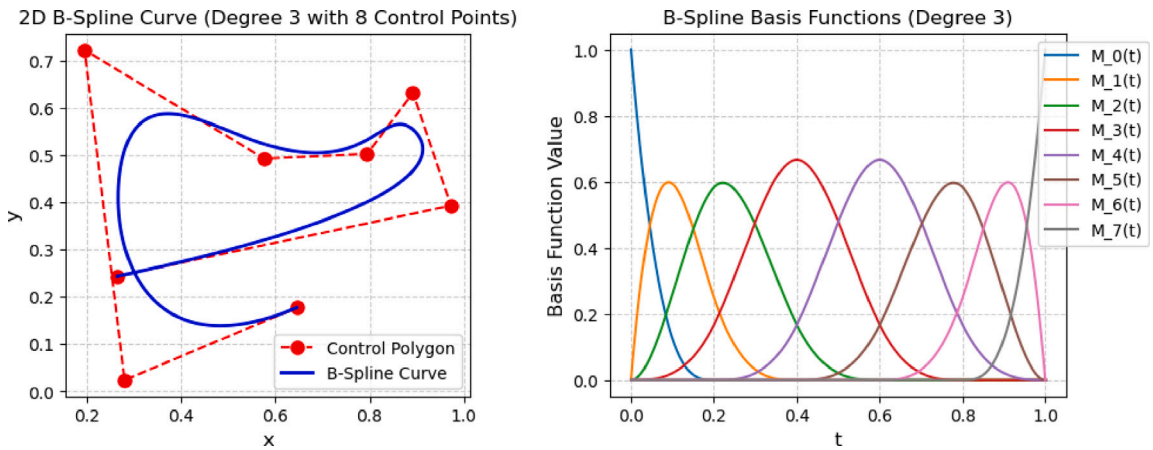 2D B-Spline Curve (Degree 3 with 8 Control Points)
0.7
0.6
0.5
0.4
0.3
0.2
0.1
0.0
y
0.2
0.4
0.6
0.8
1.0
x
Control Polygon
B-Spline Curve
B-Spline Basis Functions (Degree 3)
1.0
0.8
0.6
0.4
0.2
0.0
Basis Function Value
0.0
0.2
0.4
0.6
0.8
1.0
t
M_0(t)
M_1(t)
M_2(t)
M_3(t)
M_4(t)
M_5(t)
M_6(t)
M_7(t)